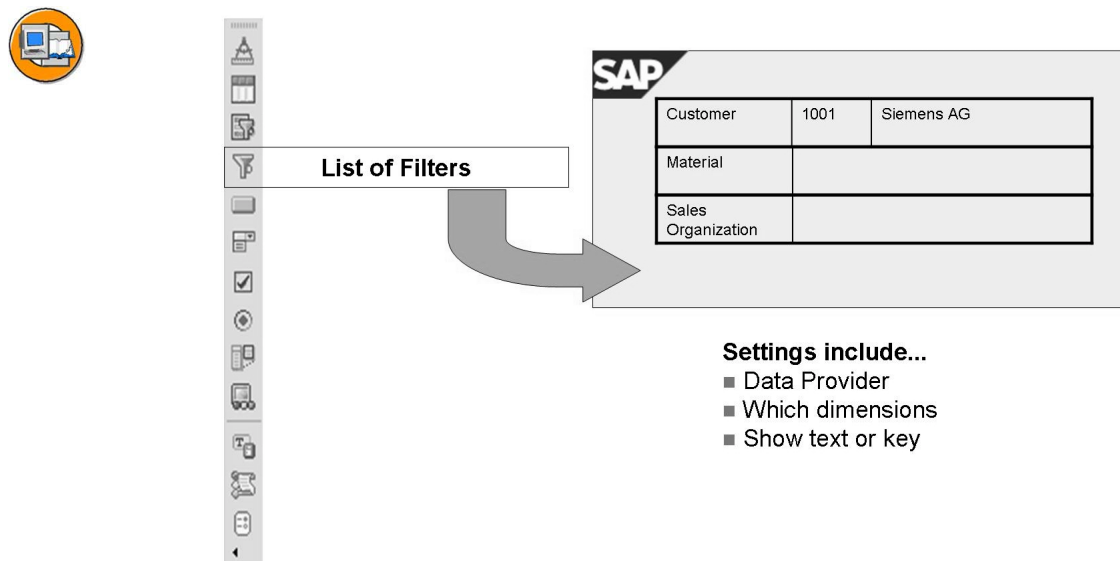 SAP
Customer 1001 Siemens AG
List of Filters
Material
Sales
Organization
Settings include...
Data Provider
Which dimensions
Show text or key